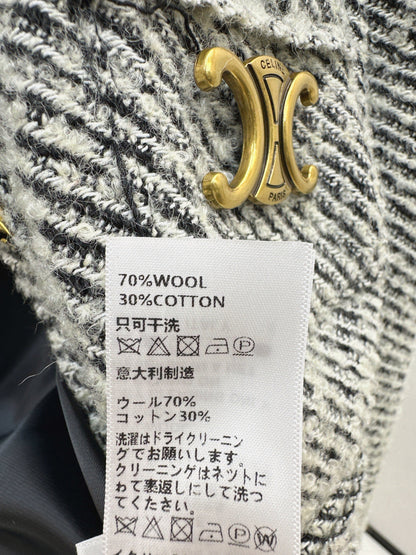 CELINE
PARIS
70%WOOL
30%COTTON
只可干洗
意大利制造
ウール70%
コットン30%
洗濯はドライクリーニン
グでお願いします。
クリーニングはネットに
わて裏返しにして洗っ
てください。